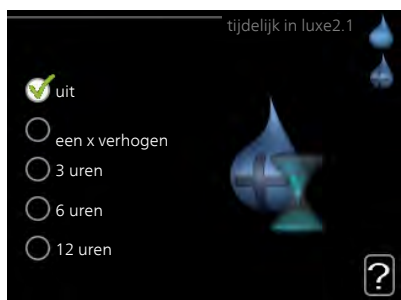 tijdelijk in luxe2.1
uit
een x verhogen
3 uren
6 uren
12 uren
?